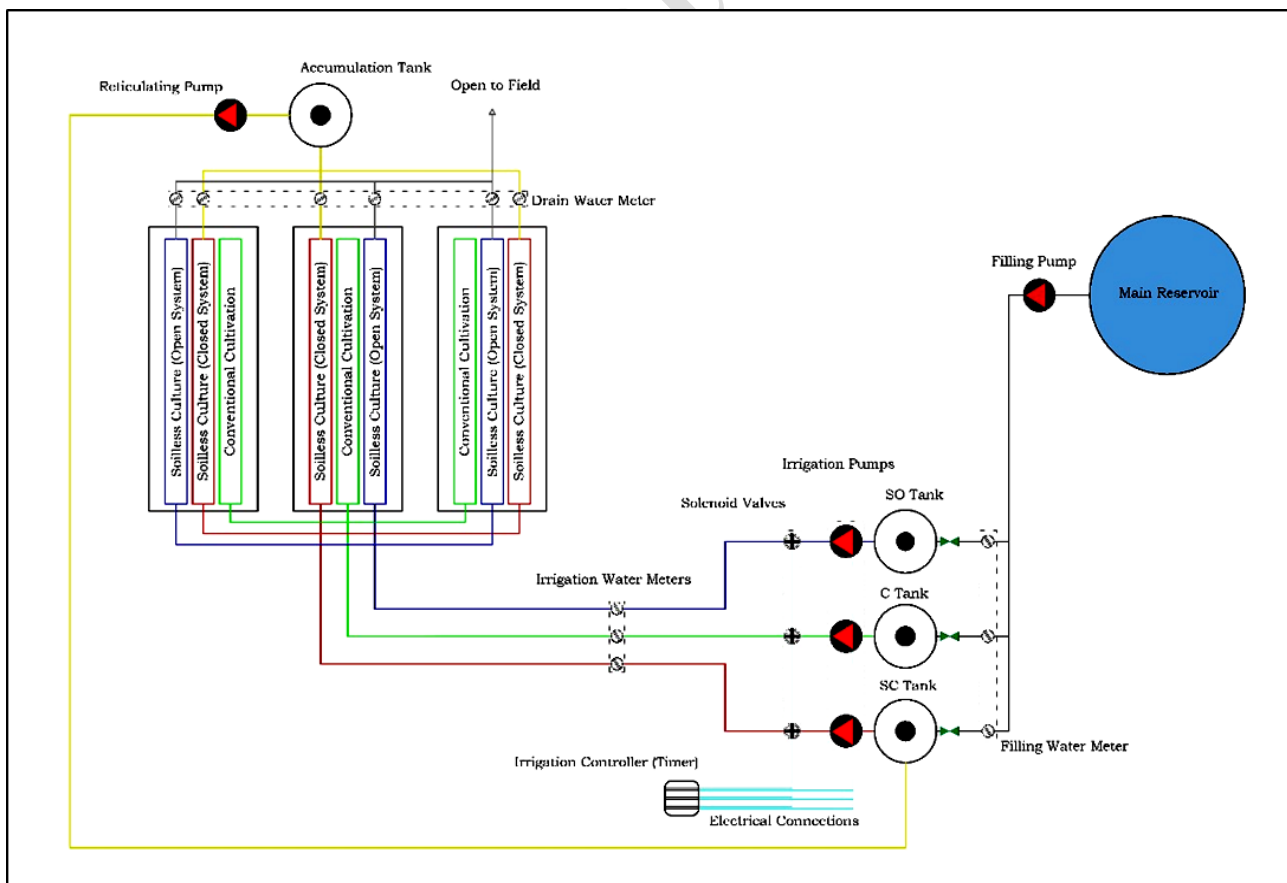 Accumulation Tank
Reticulating Pump
Open to Field
Drain Water Meter
Soilless Culture (Open System)
Soilless Culture (Closed System)
Conventional Cultivation
Soilless Culture (Closed System)
Conventional Cultivation
Soilless Culture (Open System)
Conventional Cultivation
Soilless Culture (Open System)
Soilless Culture (Closed System)
Filling Pump
Main Reservoir
Irrigation Pumps
Solenoid Valves
SO Tank
Irrigation Water Meters
C Tank
SC Tank
Filling Water Meter
Irrigation Controller (Timer)
Electrical Connections